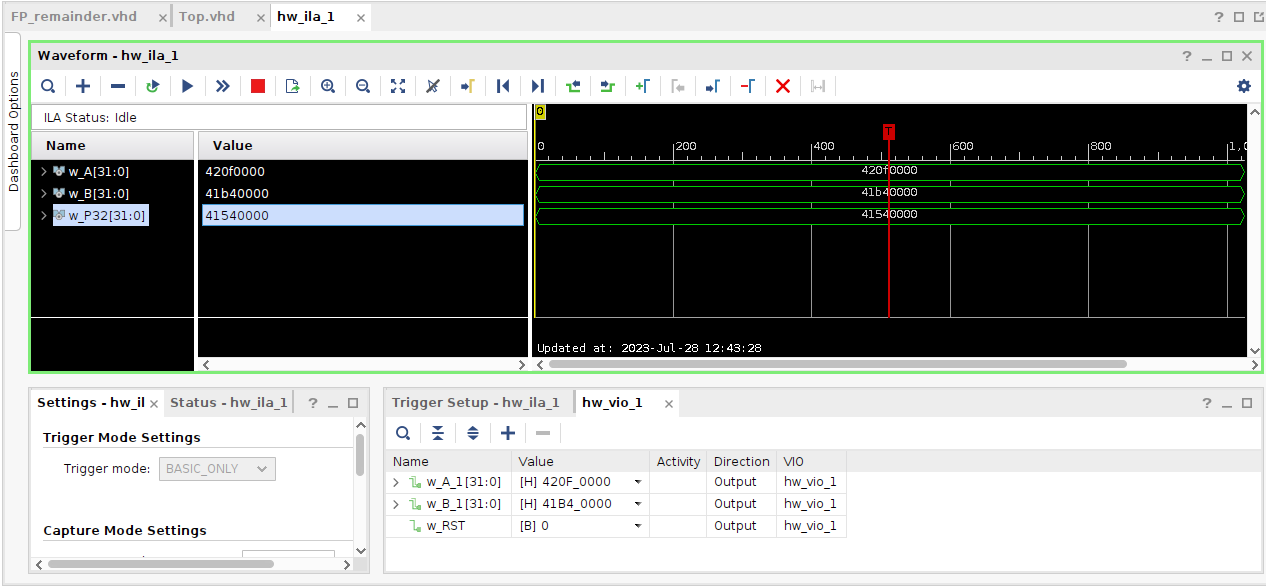 FP_remainder.vhd × Top.vhd × hw_ila_1 ×
?
Dashboard Options
Waveform - hw_ila_1
?
ILA Status: Idle
Name Value
w_A[31:0] 420f0000
w_B[31:0] 41b40000
w_P32[31:0] 41540000
0
T
0 200 400 600 800 1,0
420f0000
41b40000
41540000
Updated at: 2023-Jul-28 12:43:28
Settings - hw_il × Status - hw_ila_1 ?
Trigger Mode Settings
Trigger mode: BASIC_ONLY
Capture Mode Settings
Trigger Setup - hw_ila_1 hw_vio_1 × ?
Name Value Activity Direction VIO
w_A_1[31:0] [H] 420F_0000 Output hw_vio_1
w_B_1[31:0] [H] 41B4_0000 Output hw_vio_1
w_RST [B] 0 Output hw_vio_1